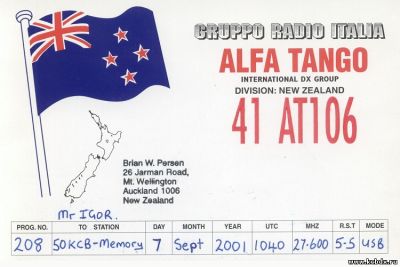 GRUPPO RADIO ITALIA
ALFA TANGO
INTERNATIONAL DX GROUP
DIVISION: NEW ZEALAND
41 AT106
Brian W. Persen
26 Jarman Road,
Mt. Wellington
Auckland 1006
New Zealand
Mr IGOR.
PROG. NO. TO STATION DAY MONTH YEAR UTC MHZ R.S.T MODE
208 50KCB-Memory 7 Sept 2001 1040 27.600 5-5 USB
www.kcbdx.ru